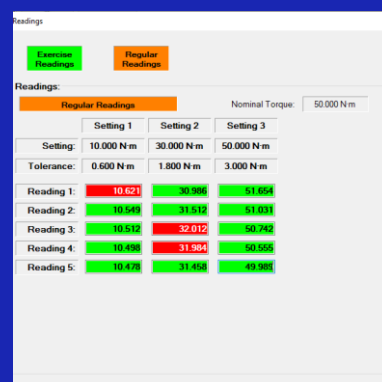 Readings
Exercise Readings
Regular Readings
Readings:
Regular Readings Nominal Torque: 50.000 N·m
Setting 1 Setting 2 Setting 3
Setting: 10.000 N·m 30.000 N·m 50.000 N·m
Tolerance: 0.600 N·m 1.800 N·m 3.000 N·m
Reading 1: 10.621 30.986 51.654
Reading 2: 10.549 31.512 51.031
Reading 3: 10.512 32.012 50.742
Reading 4: 10.498 31.984 50.555
Reading 5: 10.478 31.458 49.989